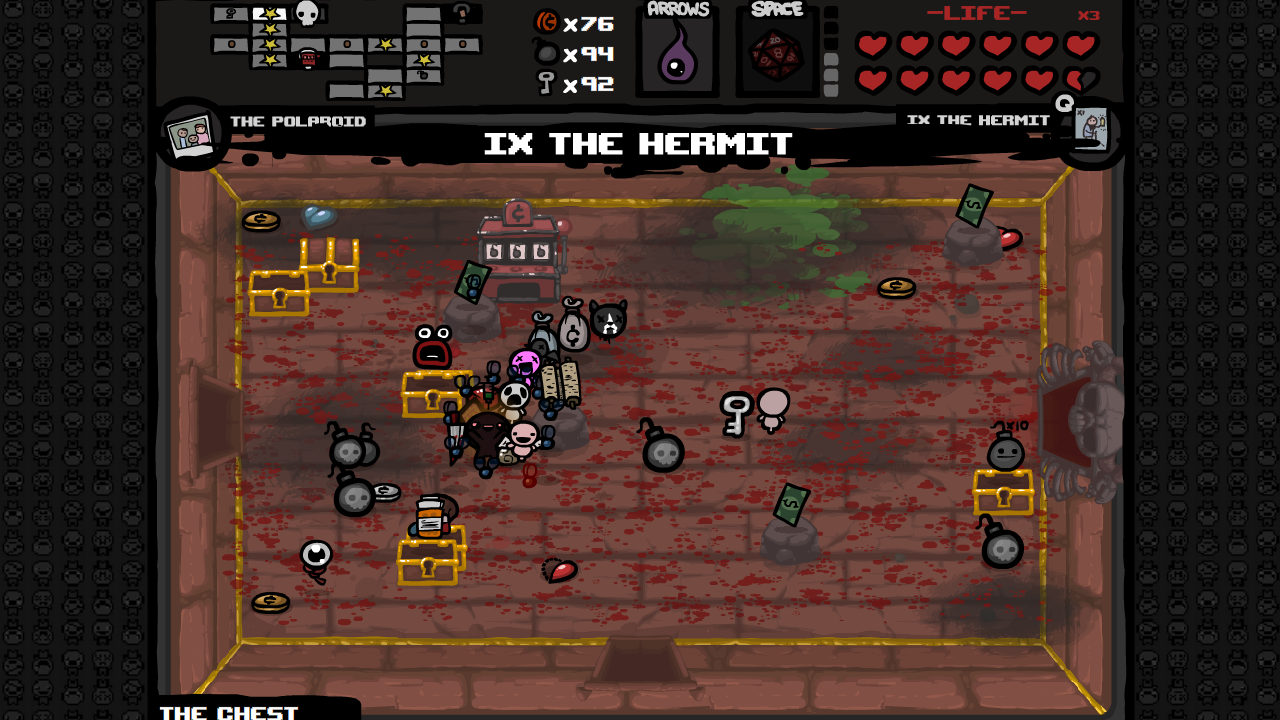 ARROWS
SPACE
-LIFE-
x3
x76
x94
x92
THE POLAROID
IX THE HERMIT
Q
IX THE HERMIT
x10
THE CHEST